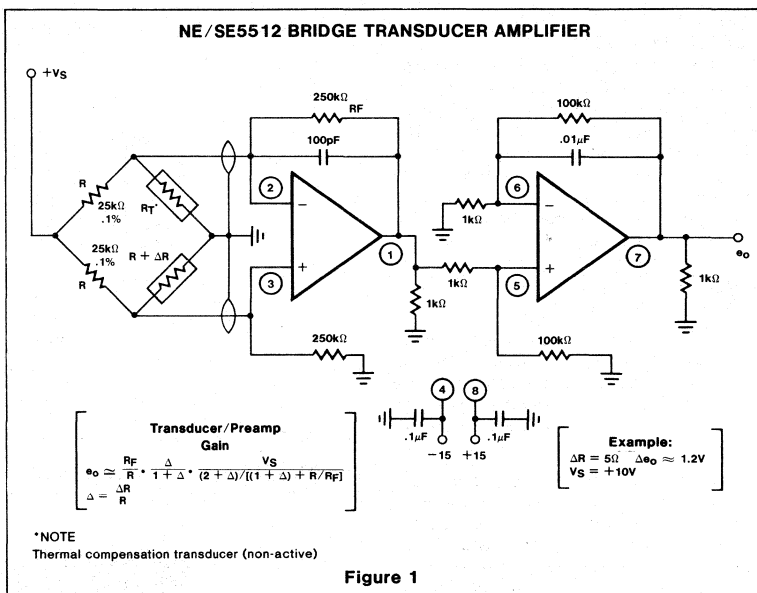 NE/SE5512 BRIDGE TRANSDUCER AMPLIFIER
+VS
250kΩ
RF
100pF
100kΩ
.01μF
R
25kΩ
.1%
RT*
2
−
6
−
1kΩ
25kΩ
.1%
R
R + ΔR
3
+
1
1kΩ
1kΩ
5
+
7
eo
1kΩ
250kΩ
100kΩ
4
8
.1μF
.1μF
−15
+15
Transducer/Preamp
Gain
eo ≃ RF/R • Δ/(1 + Δ) • VS/((2 + Δ)/[(1 + Δ) + R/RF]
Δ = ΔR/R
Example:
ΔR = 5Ω Δeo ≈ 1.2V
VS = +10V
*NOTE
Thermal compensation transducer (non-active)
Figure 1